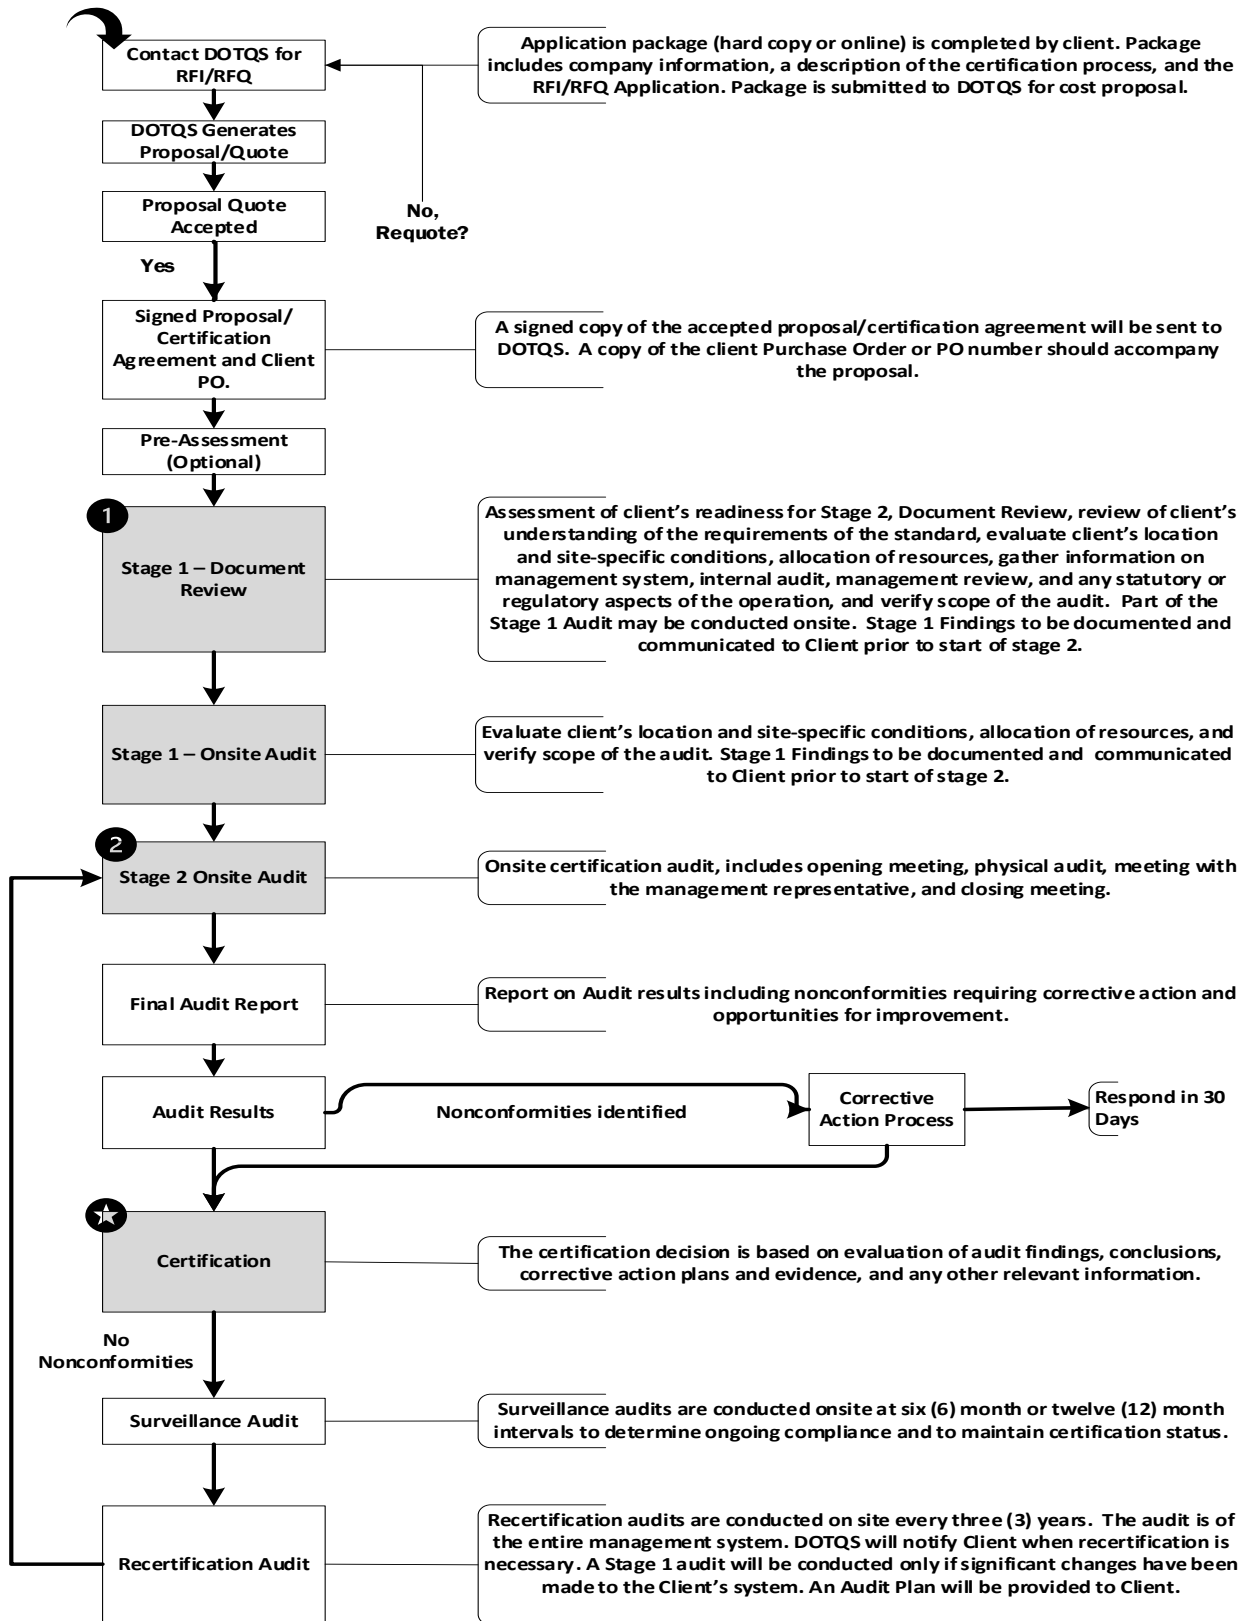 Contact DOTQS for
RFI/RFQ
Application package (hard copy or online) is completed by client. Package
includes company information, a description of the certification process, and the
RFI/RFQ Application. Package is submitted to DOTQS for cost proposal.
DOTQS Generates
Proposal/Quote
Proposal Quote
Accepted
No,
Requote?
Yes
Signed Proposal/
Certification
Agreement and Client
PO.
A signed copy of the accepted proposal/certification agreement will be sent to
DOTQS. A copy of the client Purchase Order or PO number should accompany
the proposal.
Pre-Assessment
(Optional)
1
Stage 1 – Document
Review
Assessment of client's readiness for Stage 2, Document Review, review of client's
understanding of the requirements of the standard, evaluate client's location
and site-specific conditions, allocation of resources, gather information on
management system, internal audit, management review, and any statutory or
regulatory aspects of the operation, and verify scope of the audit. Part of the
Stage 1 Audit may be conducted onsite. Stage 1 Findings to be documented and
communicated to Client prior to start of stage 2.
Stage 1 – Onsite Audit
Evaluate client's location and site-specific conditions, allocation of resources, and
verify scope of the audit. Stage 1 Findings to be documented and communicated
to Client prior to start of stage 2.
2
Stage 2 Onsite Audit
Onsite certification audit, includes opening meeting, physical audit, meeting with
the management representative, and closing meeting.
Final Audit Report
Report on Audit results including nonconformities requiring corrective action and
opportunities for improvement.
Audit Results
Nonconformities identified
Corrective
Action Process
Respond in 30
Days
Certification
The certification decision is based on evaluation of audit findings, conclusions,
corrective action plans and evidence, and any other relevant information.
No
Nonconformities
Surveillance Audit
Surveillance audits are conducted onsite at six (6) month or twelve (12) month
intervals to determine ongoing compliance and to maintain certification status.
Recertification Audit
Recertification audits are conducted on site every three (3) years. The audit is of
the entire management system. DOTQS will notify Client when recertification is
necessary. A Stage 1 audit will be conducted only if significant changes have been
made to the Client's system. An Audit Plan will be provided to Client.